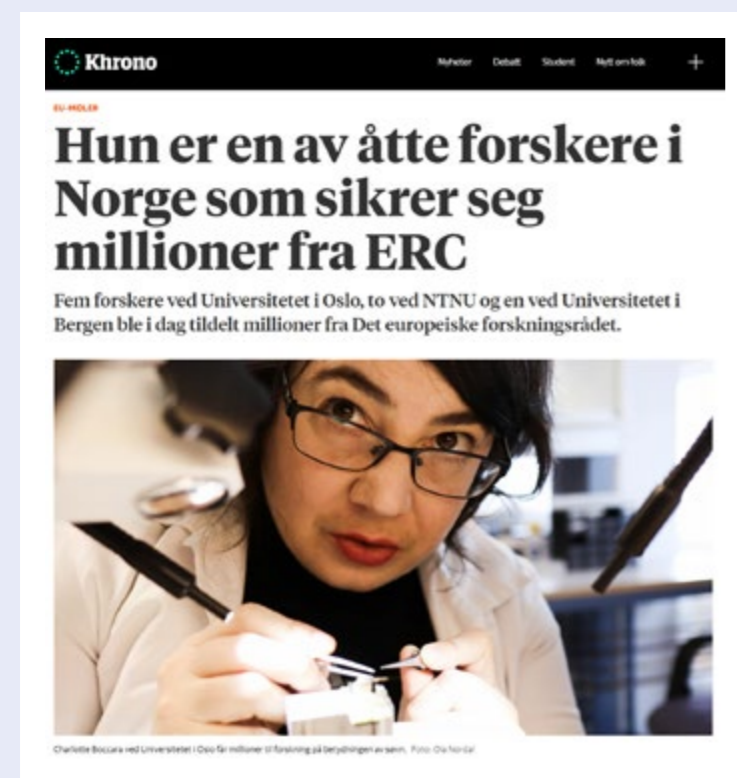 Khrono
Nyheter Debatt Student Nytt om folk +
EU-MIDLER
Hun er en av åtte forskere i
Norge som sikrer seg
millioner fra ERC
Fem forskere ved Universitetet i Oslo, to ved NTNU og en ved Universitetet i
Bergen ble i dag tildelt millioner fra Det europeiske forskningsrådet.
Charlotte Boccara ved Universitetet i Oslo får millioner til forskning på betydningen av søvn. Foto: Ola Nordal